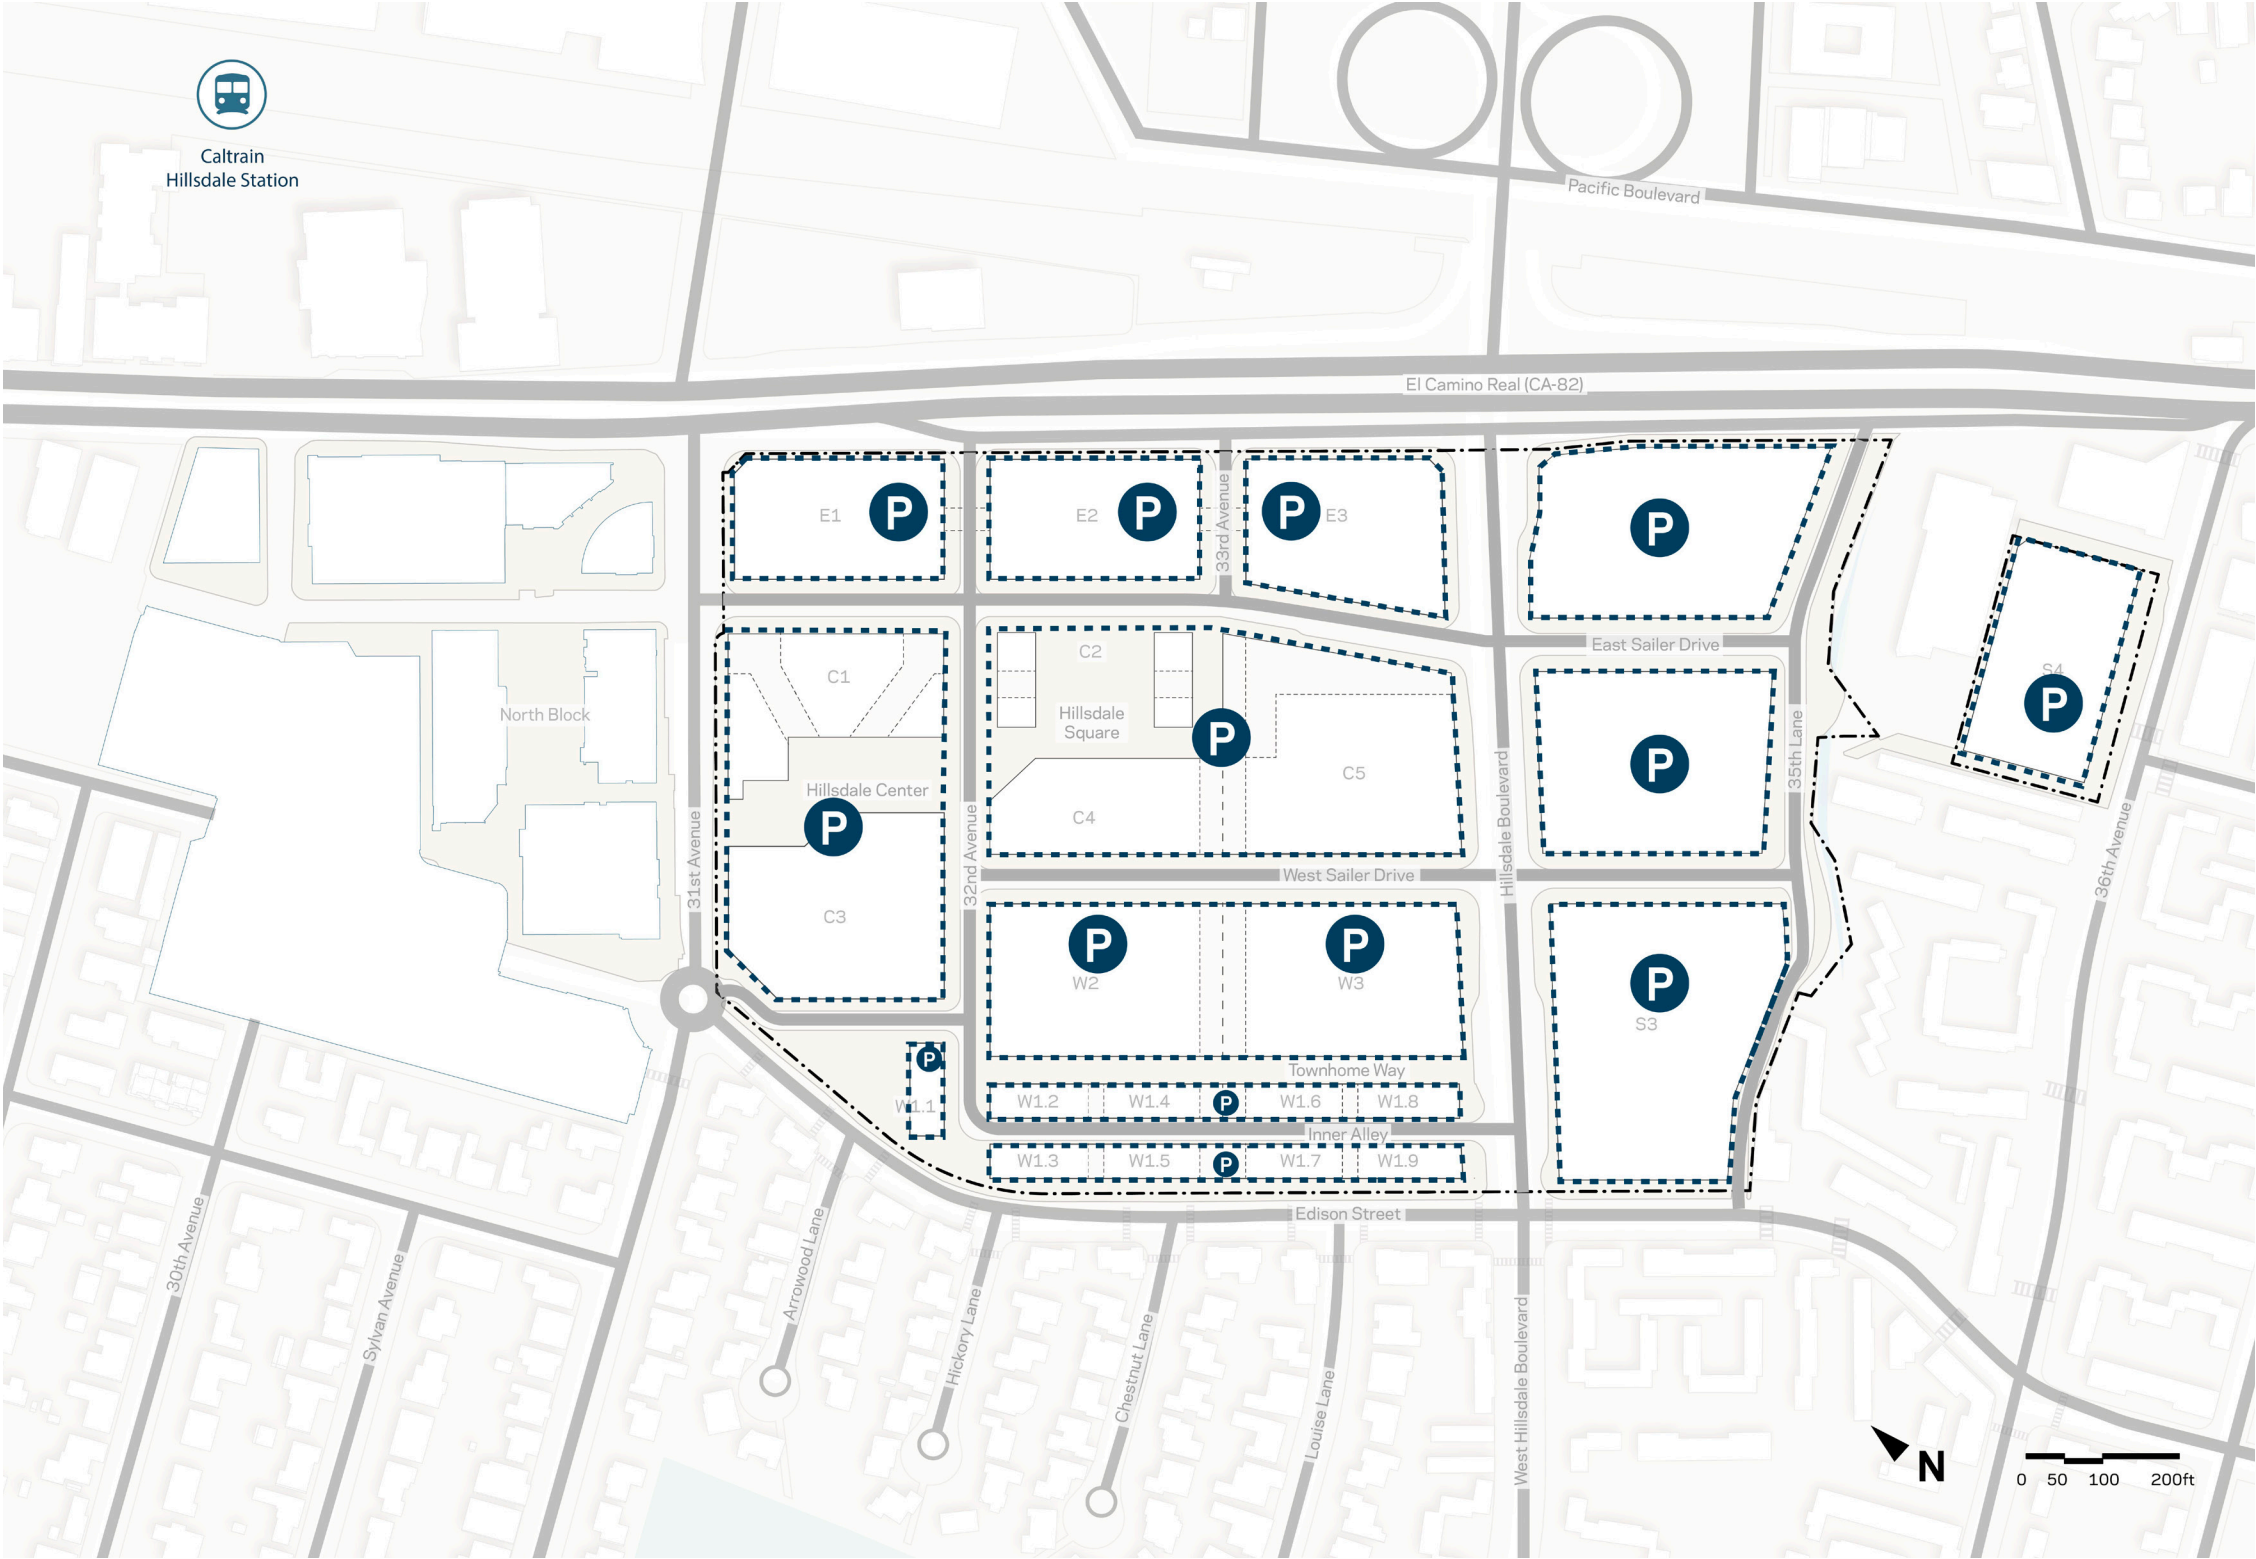 Caltrain
Hillsdale Station
Pacific Boulevard
El Camino Real (CA-82)
E1
P
E2
P
33rd Avenue
P
E3
P
East Sailer Drive
C1
C2
S4
P
North Block
Hillsdale
Square
P
C5
P
35th Lane
Hillsdale Center
P
C4
31st Avenue
32nd Avenue
Hillsdale Boulevard
36th Avenue
West Sailer Drive
C3
P
W2
P
W3
P
S3
P
W1.1
Townhome Way
W1.2
W1.4
P
W1.6
W1.8
Inner Alley
W1.3
W1.5
P
W1.7
W1.9
Edison Street
30th Avenue
Sylvan Avenue
Arrowood Lane
Hickory Lane
Chestnut Lane
Louise Lane
West Hillsdale Boulevard
N
0 50 100 200ft